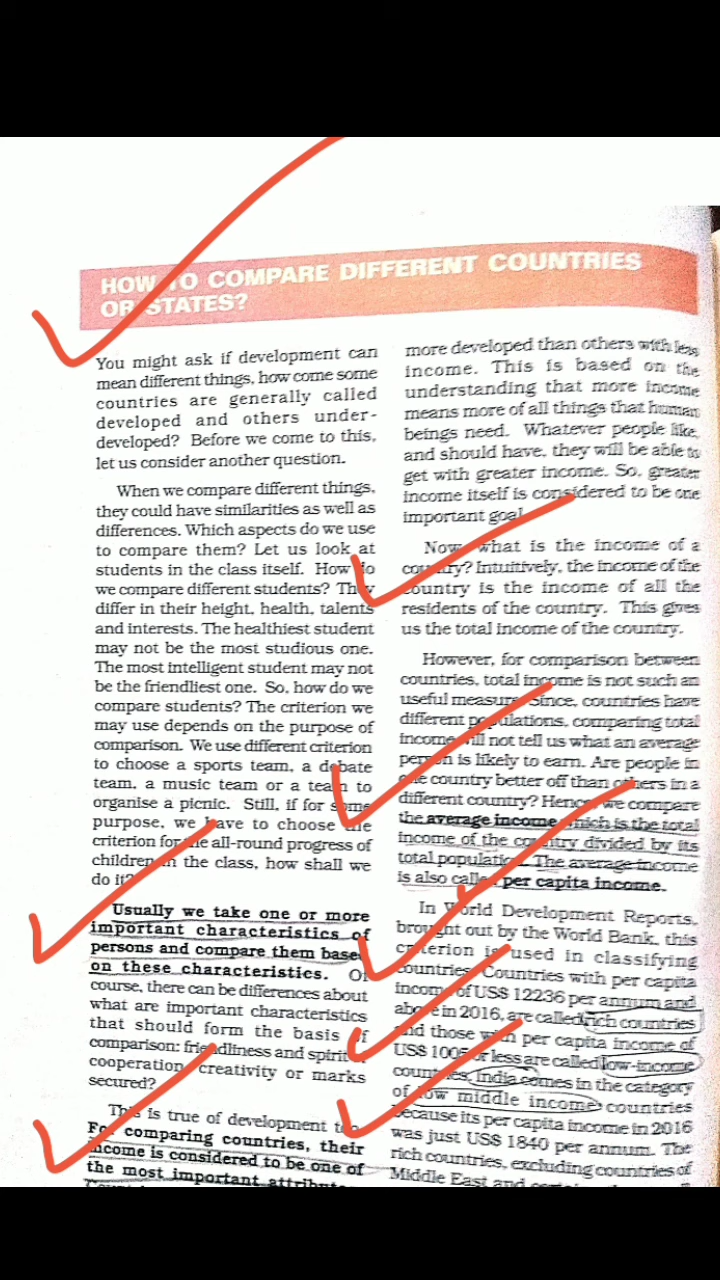 HOW TO COMPARE DIFFERENT COUNTRIES
OR STATES?
You might ask if development can
mean different things, how come some
countries are generally called
developed and others under-
developed? Before we come to this,
let us consider another question.
When we compare different things,
they could have similarities as well as
differences. Which aspects do we use
to compare them? Let us look at
students in the class itself. How do
we compare different students? They
differ in their height, health, talents
and interests. The healthiest student
may not be the most studious one.
The most intelligent student may not
be the friendliest one. So, how do we
compare students? The criterion we
may use depends on the purpose of
comparison. We use different criterion
to choose a sports team, a debate
team, a music team or a team to
organise a picnic. Still, if for some
purpose, we have to choose the
criterion for the all-round progress of
children in the class, how shall we
do it?
Usually we take one or more
important characteristics of
persons and compare them based
on these characteristics. Of
course, there can be differences about
what are important characteristics
that should form the basis of
comparison: friendliness and spirit of
cooperation, creativity or marks
secured?
This is true of development too.
For comparing countries, their
income is considered to be one of
the most important attributes.
more developed than others with less
income. This is based on the
understanding that more income
means more of all things that human
beings need. Whatever people like,
and should have, they will be able to
get with greater income. So, greater
income itself is considered to be one
important goal.
Now, what is the income of a
country? Intuitively, the income of the
country is the income of all the
residents of the country. This gives
us the total income of the country.
However, for comparison between
countries, total income is not such an
useful measure. Since, countries have
different populations, comparing total
income will not tell us what an average
person is likely to earn. Are people in
one country better off than others in a
different country? Hence, we compare
the average income which is the total
income of the country divided by its
total population. The average income
is also called per capita income.
In World Development Reports,
brought out by the World Bank, this
criterion is used in classifying
countries. Countries with per capita
income of US$ 12236 per annum and
above in 2016, are called rich countries
and those with per capita income of
US$ 1005 or less are called low-income
countries. India comes in the category
of low middle income countries
because its per capita income in 2016
was just US$ 1840 per annum. The
rich countries, excluding countries of
Middle East and